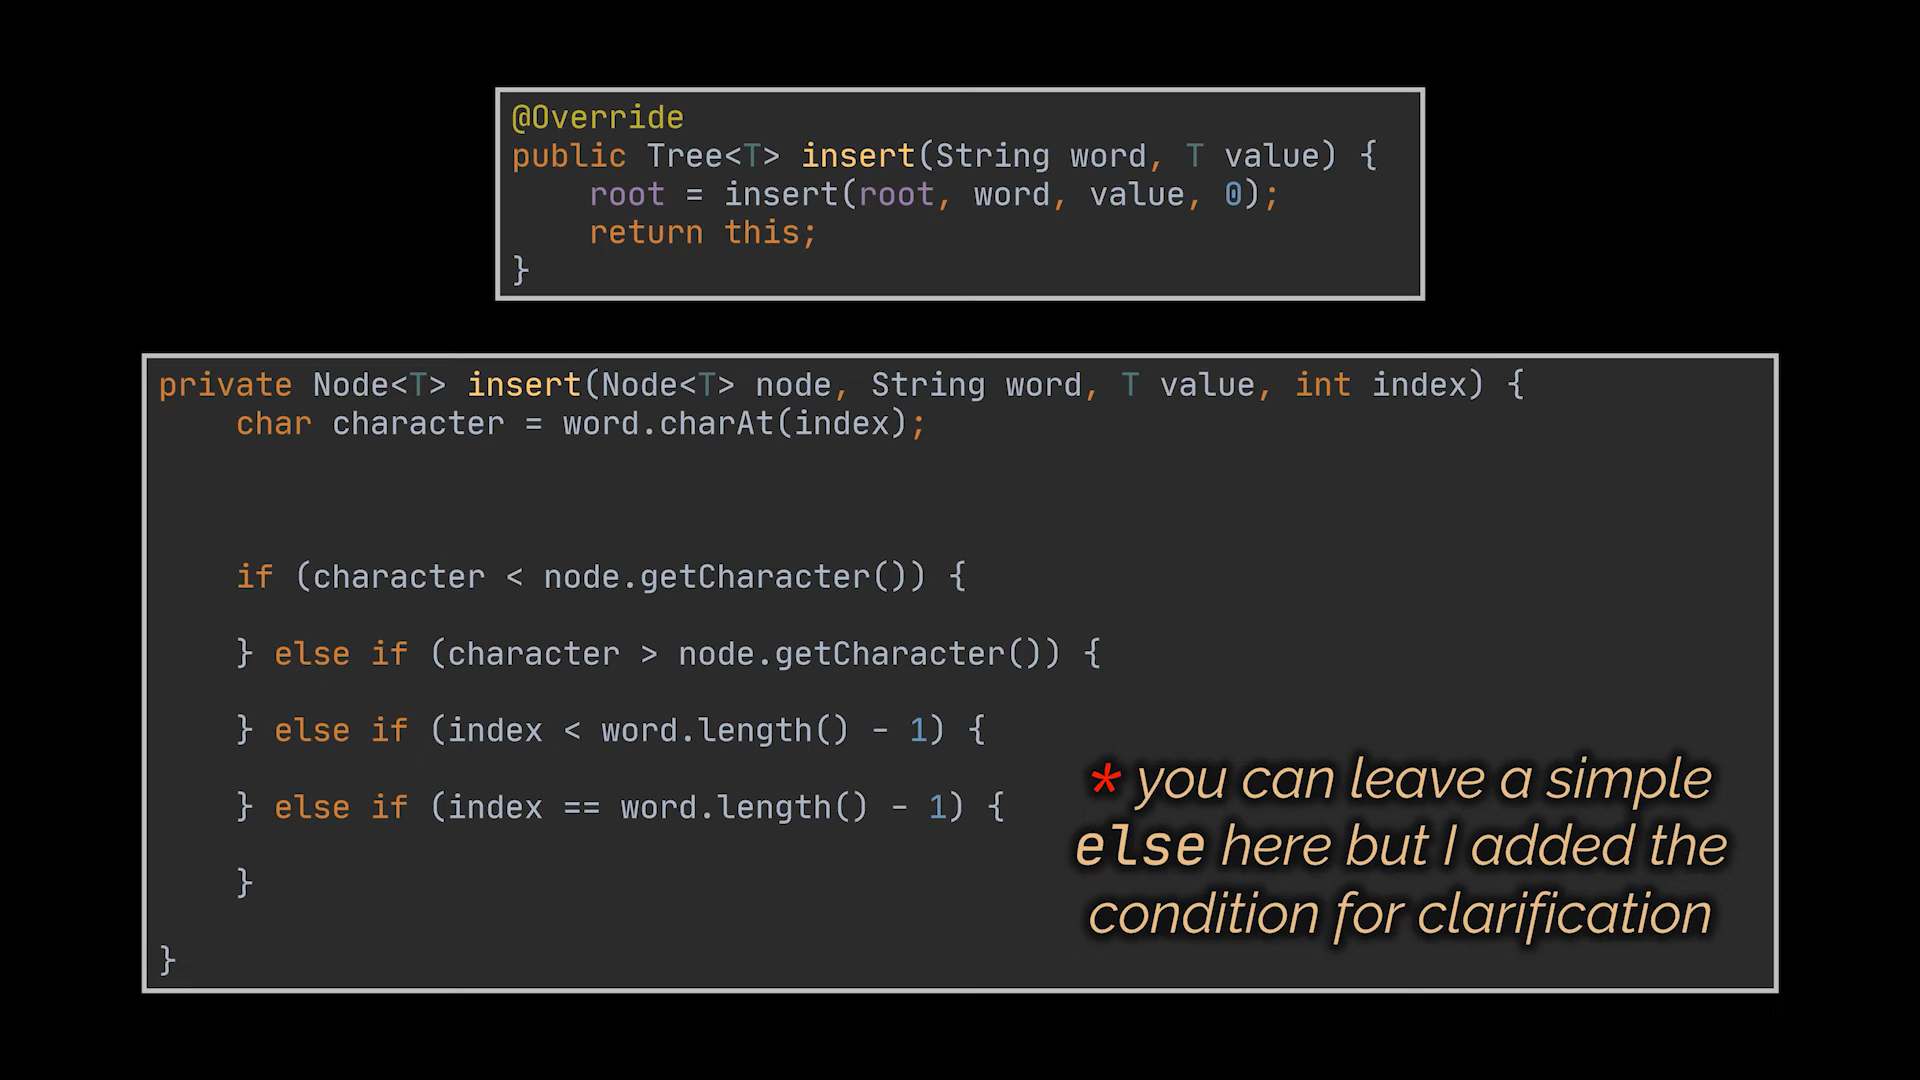 @Override
public Tree<T> insert(String word, T value) {
    root = insert(root, word, value, 0);
    return this;
}
private Node<T> insert(Node<T> node, String word, T value, int index) {
    char character = word.charAt(index);
    if (character < node.getCharacter()) {
    } else if (character > node.getCharacter()) {
    } else if (index < word.length() - 1) {
    } else if (index == word.length() - 1) {
    }
}
* you can leave a simple
else here but I added the
condition for clarification